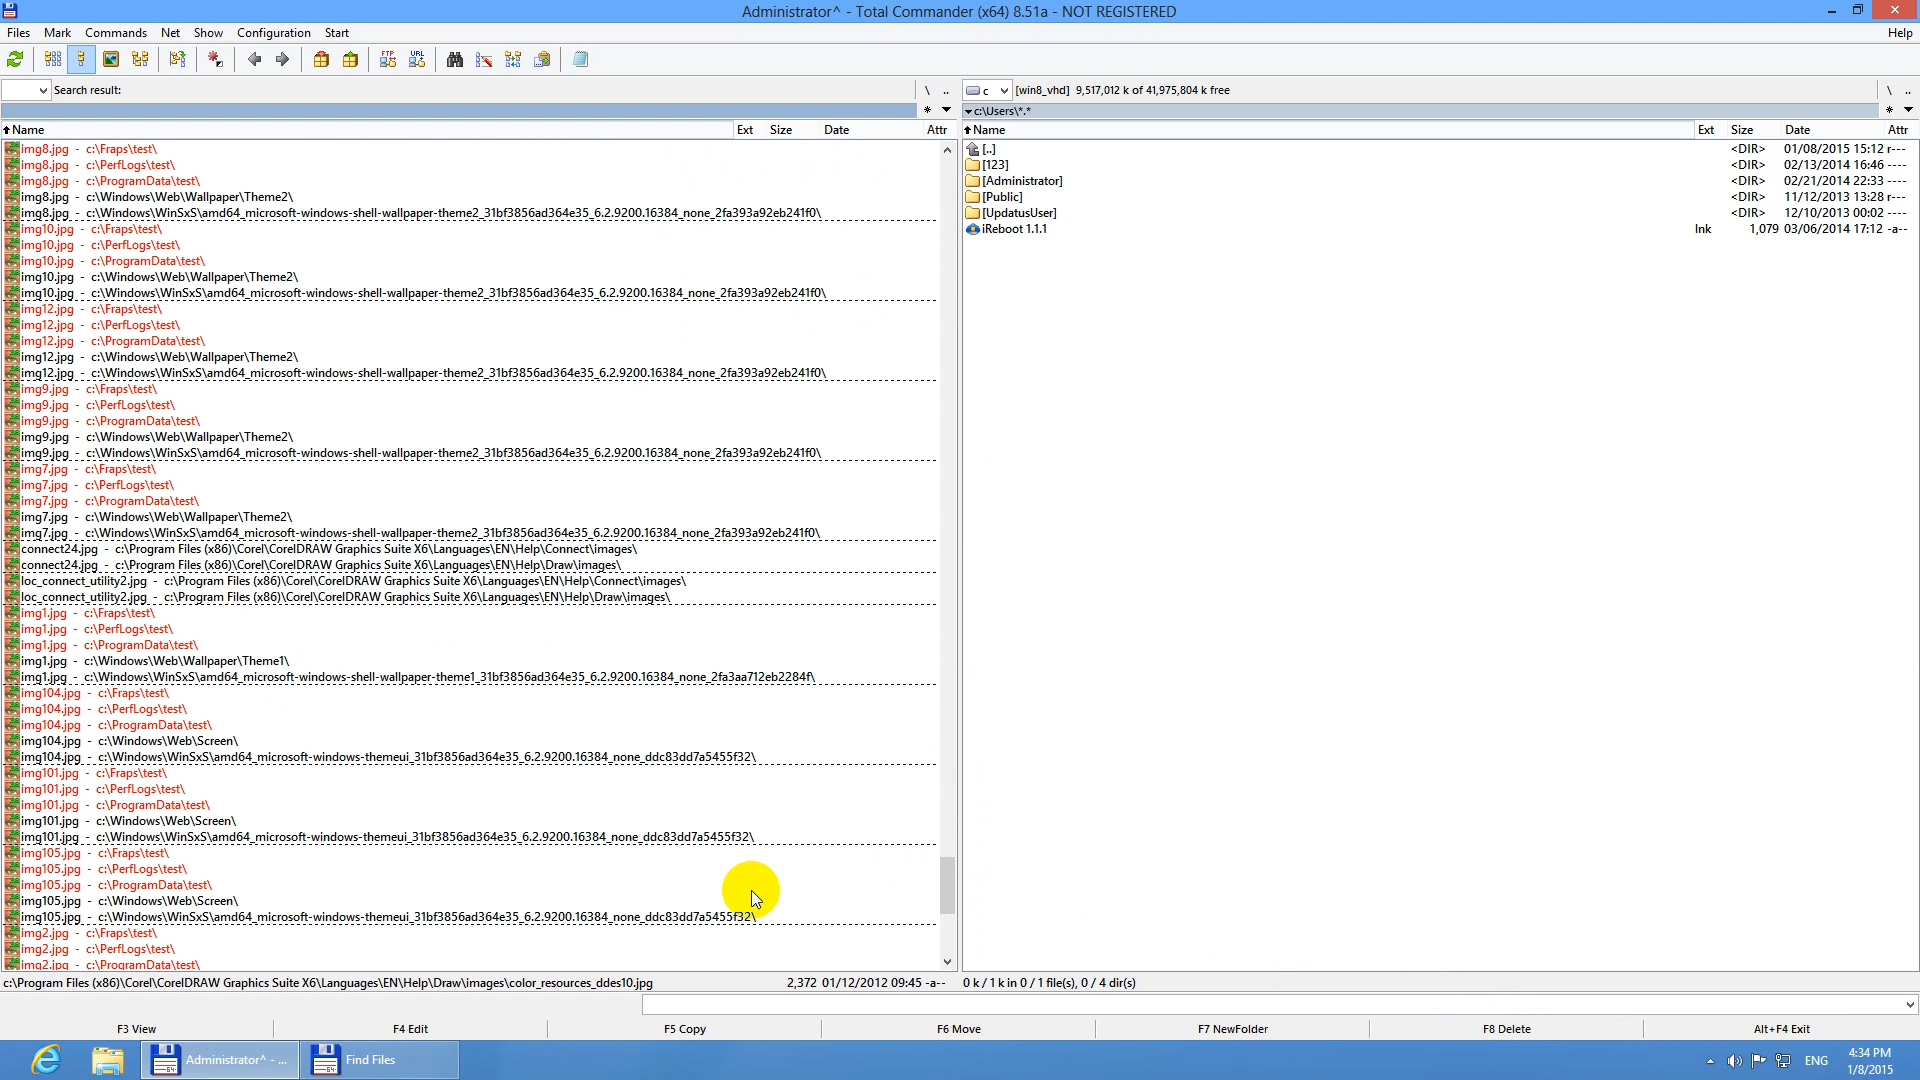 Administrator^ - Total Commander (x64) 8.51a - NOT REGISTERED
Files Mark Commands Net Show Configuration Start Help
FTP URL
Search result: \ ..
c [win8_vhd] 9,517,012 k of 41,975,804 k free \ ..
*
c:\Users\*.* *
Name Ext Size Date Attr
Name Ext Size Date Attr
img8.jpg - c:\Fraps\test\
img8.jpg - c:\PerfLogs\test\
img8.jpg - c:\ProgramData\test\
img8.jpg - c:\Windows\Web\Wallpaper\Theme2\
img8.jpg - c:\Windows\WinSxS\amd64_microsoft-windows-shell-wallpaper-theme2_31bf3856ad364e35_6.2.9200.16384_none_2fa393a92eb241f0\
img10.jpg - c:\Fraps\test\
img10.jpg - c:\PerfLogs\test\
img10.jpg - c:\ProgramData\test\
img10.jpg - c:\Windows\Web\Wallpaper\Theme2\
img10.jpg - c:\Windows\WinSxS\amd64_microsoft-windows-shell-wallpaper-theme2_31bf3856ad364e35_6.2.9200.16384_none_2fa393a92eb241f0\
img12.jpg - c:\Fraps\test\
img12.jpg - c:\PerfLogs\test\
img12.jpg - c:\ProgramData\test\
img12.jpg - c:\Windows\Web\Wallpaper\Theme2\
img12.jpg - c:\Windows\WinSxS\amd64_microsoft-windows-shell-wallpaper-theme2_31bf3856ad364e35_6.2.9200.16384_none_2fa393a92eb241f0\
img9.jpg - c:\Fraps\test\
img9.jpg - c:\PerfLogs\test\
img9.jpg - c:\ProgramData\test\
img9.jpg - c:\Windows\Web\Wallpaper\Theme2\
img9.jpg - c:\Windows\WinSxS\amd64_microsoft-windows-shell-wallpaper-theme2_31bf3856ad364e35_6.2.9200.16384_none_2fa393a92eb241f0\
img7.jpg - c:\Fraps\test\
img7.jpg - c:\PerfLogs\test\
img7.jpg - c:\ProgramData\test\
img7.jpg - c:\Windows\Web\Wallpaper\Theme2\
img7.jpg - c:\Windows\WinSxS\amd64_microsoft-windows-shell-wallpaper-theme2_31bf3856ad364e35_6.2.9200.16384_none_2fa393a92eb241f0\
connect24.jpg - c:\Program Files (x86)\Corel\CorelDRAW Graphics Suite X6\Languages\EN\Help\Connect\images\
connect24.jpg - c:\Program Files (x86)\Corel\CorelDRAW Graphics Suite X6\Languages\EN\Help\Draw\images\
loc_connect_utility2.jpg - c:\Program Files (x86)\Corel\CorelDRAW Graphics Suite X6\Languages\EN\Help\Connect\images\
loc_connect_utility2.jpg - c:\Program Files (x86)\Corel\CorelDRAW Graphics Suite X6\Languages\EN\Help\Draw\images\
img1.jpg - c:\Fraps\test\
img1.jpg - c:\PerfLogs\test\
img1.jpg - c:\ProgramData\test\
img1.jpg - c:\Windows\Web\Wallpaper\Theme1\
img1.jpg - c:\Windows\WinSxS\amd64_microsoft-windows-shell-wallpaper-theme1_31bf3856ad364e35_6.2.9200.16384_none_2fa3aa712eb2284f\
img104.jpg - c:\Fraps\test\
img104.jpg - c:\PerfLogs\test\
img104.jpg - c:\ProgramData\test\
img104.jpg - c:\Windows\Web\Screen\
img104.jpg - c:\Windows\WinSxS\amd64_microsoft-windows-themeui_31bf3856ad364e35_6.2.9200.16384_none_ddc83dd7a5455f32\
img101.jpg - c:\Fraps\test\
img101.jpg - c:\PerfLogs\test\
img101.jpg - c:\ProgramData\test\
img101.jpg - c:\Windows\Web\Screen\
img101.jpg - c:\Windows\WinSxS\amd64_microsoft-windows-themeui_31bf3856ad364e35_6.2.9200.16384_none_ddc83dd7a5455f32\
img105.jpg - c:\Fraps\test\
img105.jpg - c:\PerfLogs\test\
img105.jpg - c:\ProgramData\test\
img105.jpg - c:\Windows\Web\Screen\
img105.jpg - c:\Windows\WinSxS\amd64_microsoft-windows-themeui_31bf3856ad364e35_6.2.9200.16384_none_ddc83dd7a5455f32\
img2.jpg - c:\Fraps\test\
img2.jpg - c:\PerfLogs\test\
img2.jpg - c:\ProgramData\test\
[..] <DIR> 01/08/2015 15:12 r---
[123] <DIR> 02/13/2014 16:46 ----
[Administrator] <DIR> 02/21/2014 22:33 ----
[Public] <DIR> 11/12/2013 13:28 r---
[UpdatusUser] <DIR> 12/10/2013 00:02 ----
iReboot 1.1.1 lnk 1,079 03/06/2014 17:12 -a--
c:\Program Files (x86)\Corel\CorelDRAW Graphics Suite X6\Languages\EN\Help\Draw\images\color_resources_ddes10.jpg 2,372 01/12/2012 09:45 -a--
0 k / 1 k in 0 / 1 file(s), 0 / 4 dir(s)
F3 View F4 Edit F5 Copy F6 Move F7 NewFolder F8 Delete Alt+F4 Exit
Administrator^ - ... Find Files ENG 4:34 PM
1/8/2015